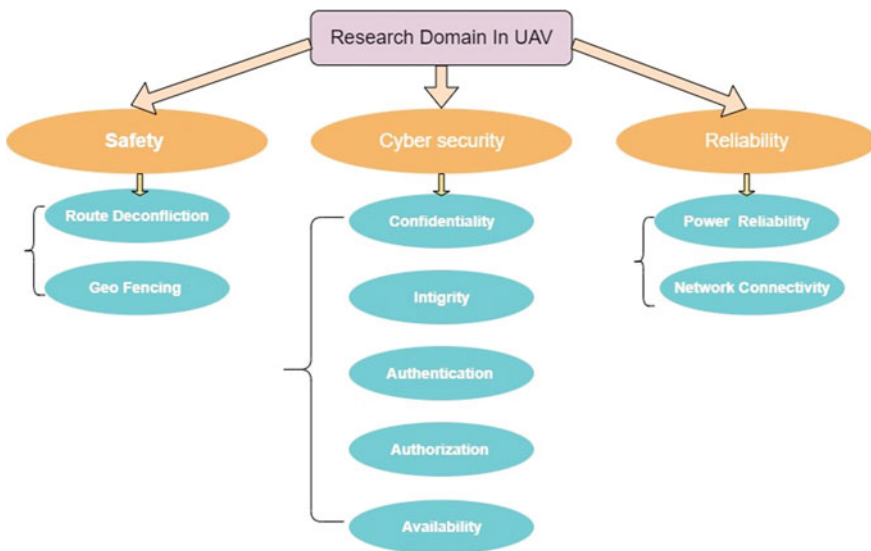 Research Domain In UAV
Safety
Cyber security
Reliability
Route Deconfliction
Confidentiality
Power Reliability
Geo Fencing
Intigrity
Network Connectivity
Authentication
Authorization
Availability